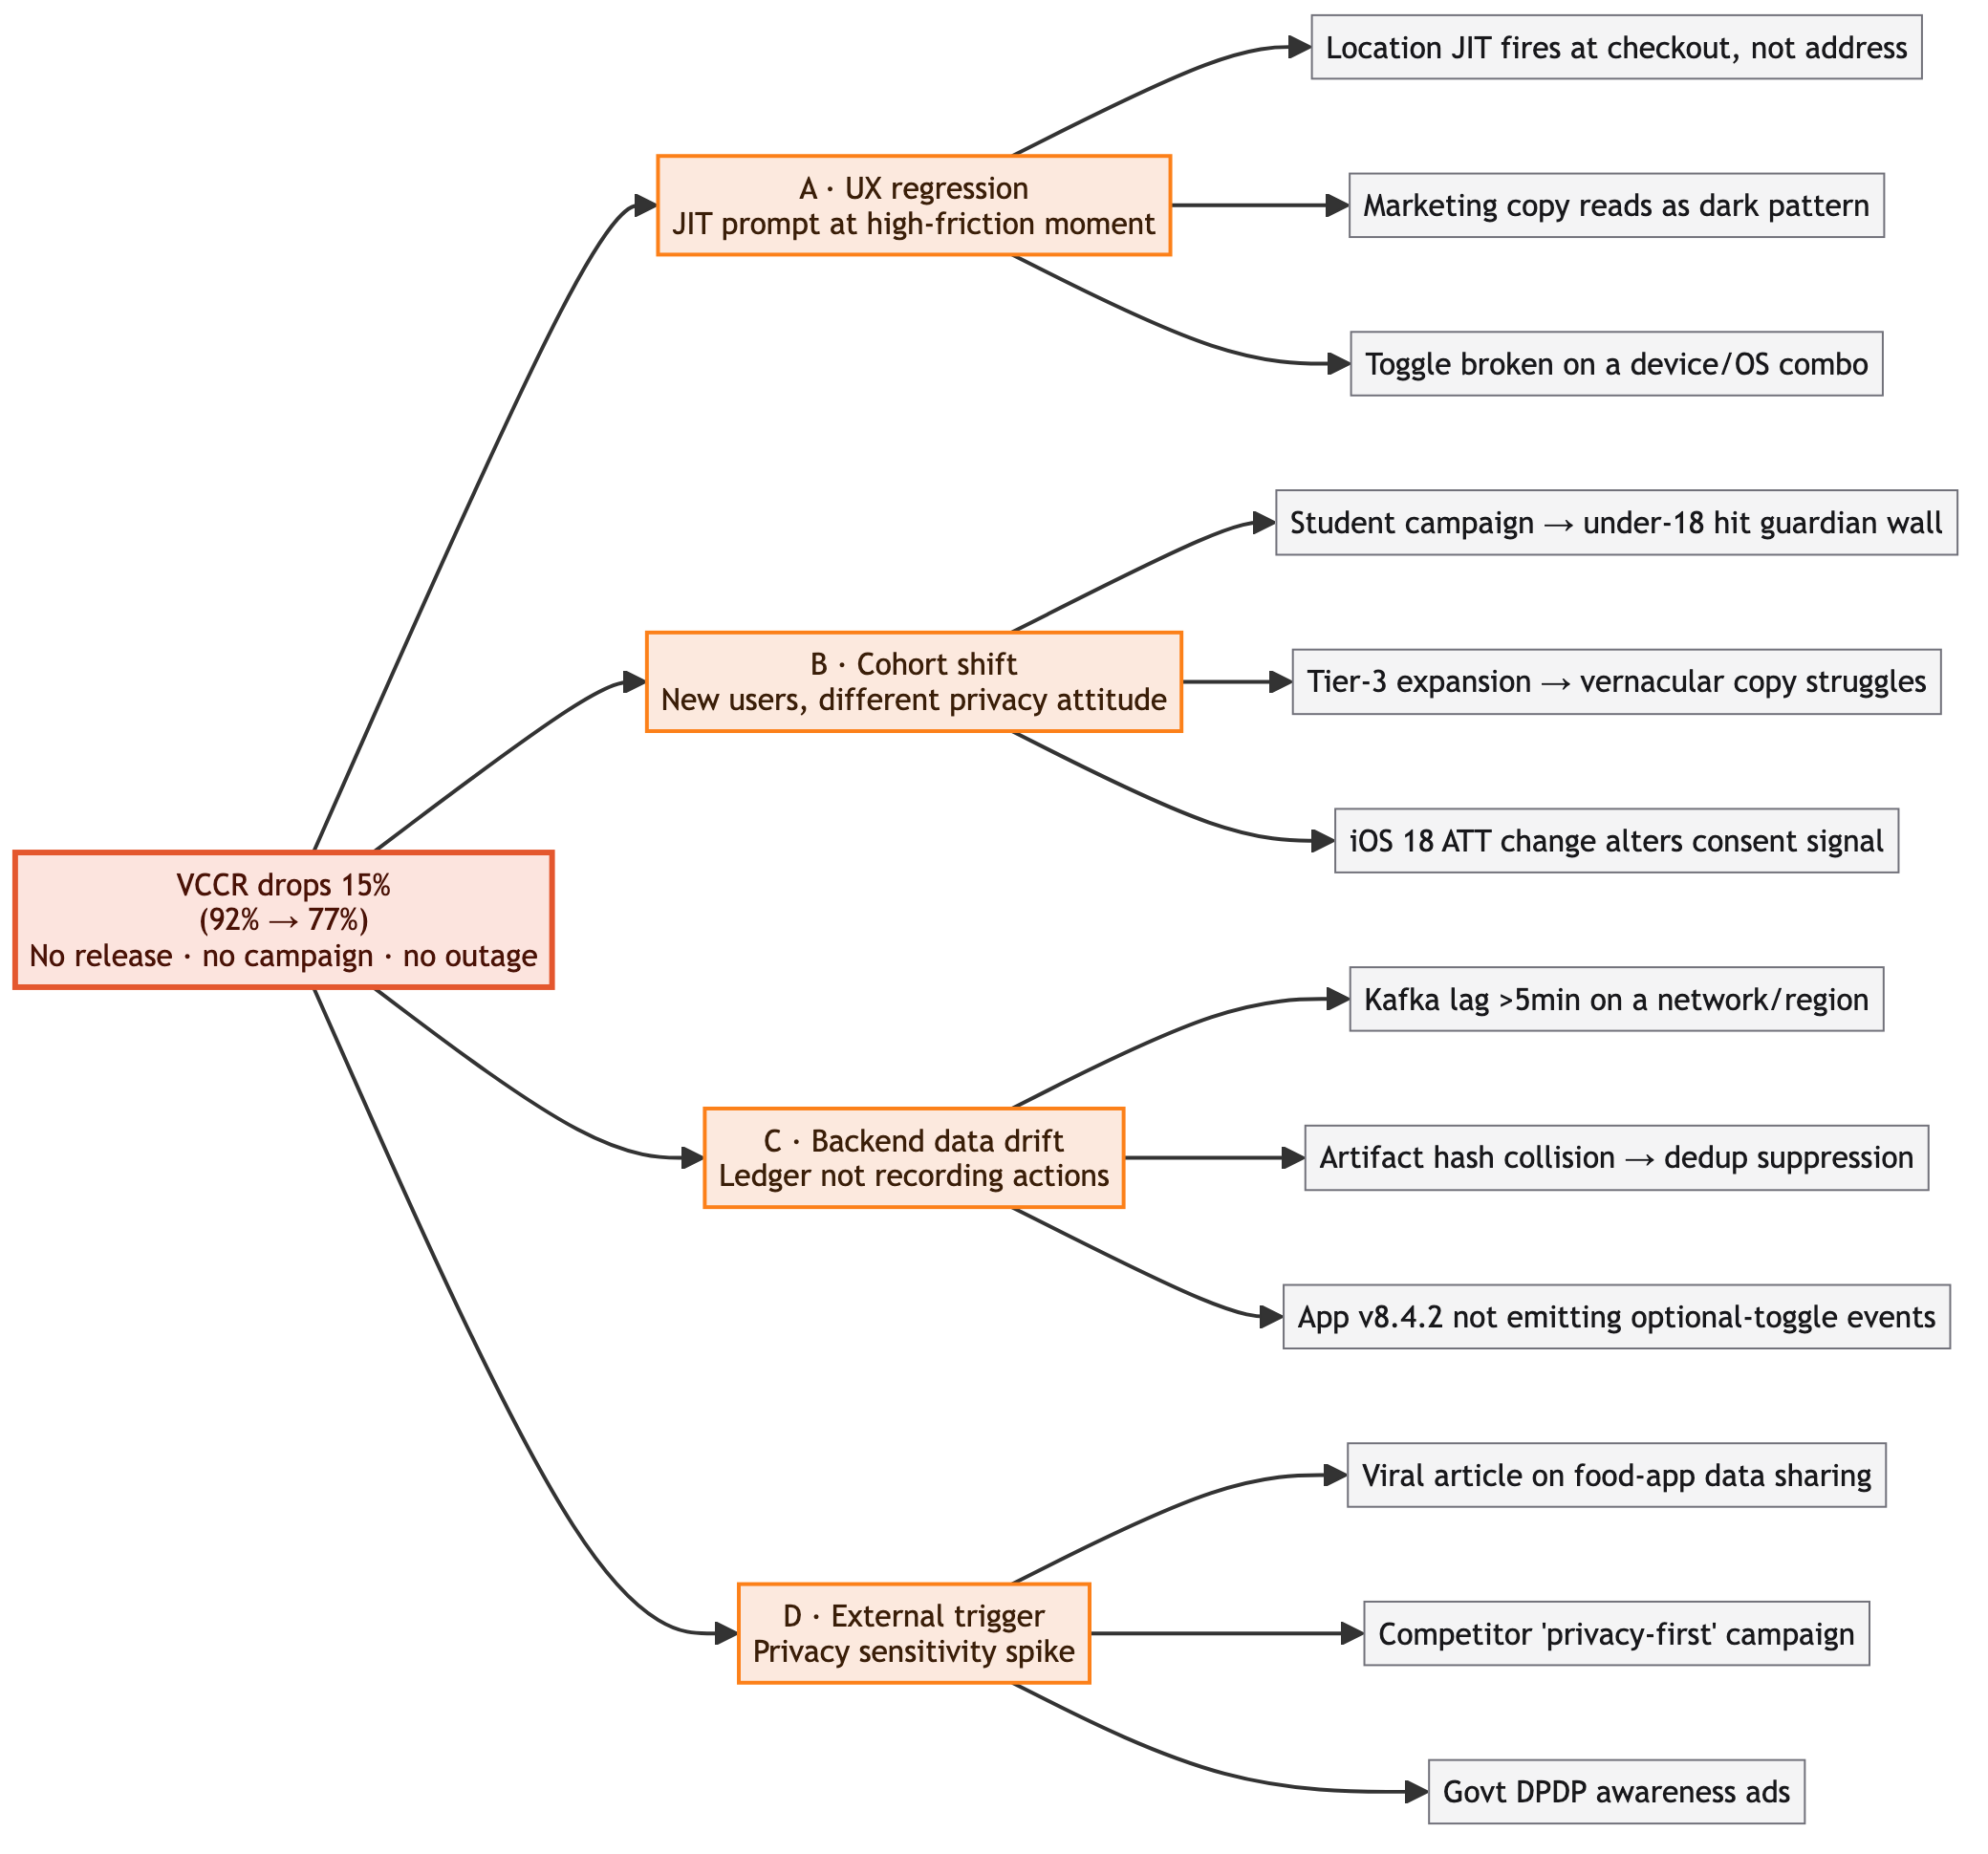 VCCR drops 15%
(92% → 77%)
No release · no campaign · no outage
A · UX regression
JIT prompt at high-friction moment
Location JIT fires at checkout, not address
Marketing copy reads as dark pattern
Toggle broken on a device/OS combo
B · Cohort shift
New users, different privacy attitude
Student campaign → under-18 hit guardian wall
Tier-3 expansion → vernacular copy struggles
iOS 18 ATT change alters consent signal
C · Backend data drift
Ledger not recording actions
Kafka lag >5min on a network/region
Artifact hash collision → dedup suppression
App v8.4.2 not emitting optional-toggle events
D · External trigger
Privacy sensitivity spike
Viral article on food-app data sharing
Competitor 'privacy-first' campaign
Govt DPDP awareness ads